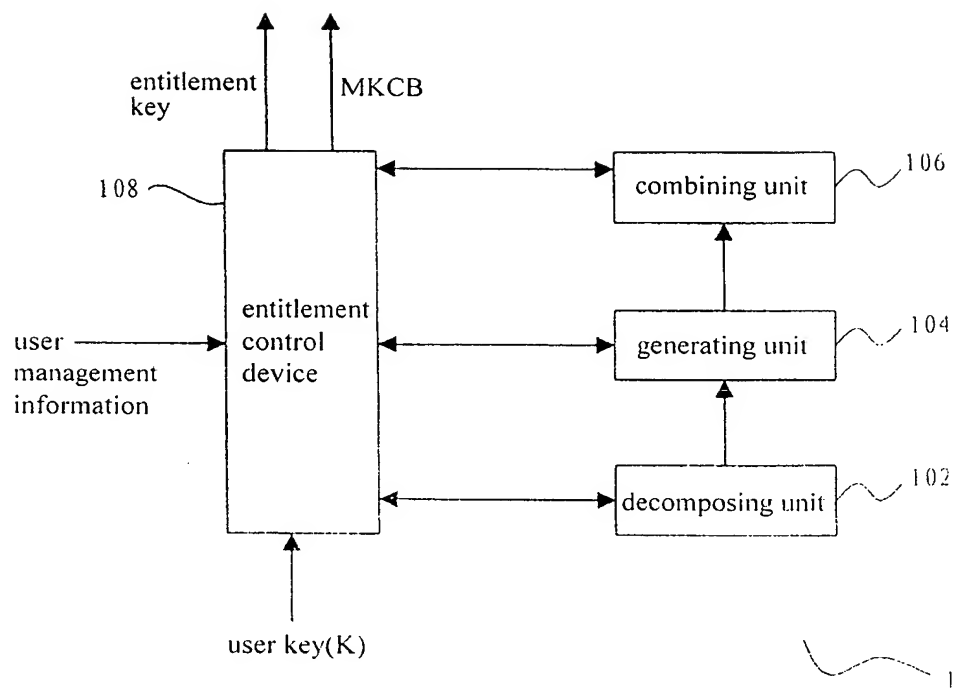 entitlement
key
MKCB
108
combining unit
106
entitlement
control
device
user
management
information
generating unit
104
decomposing unit
102
user key(K)
1